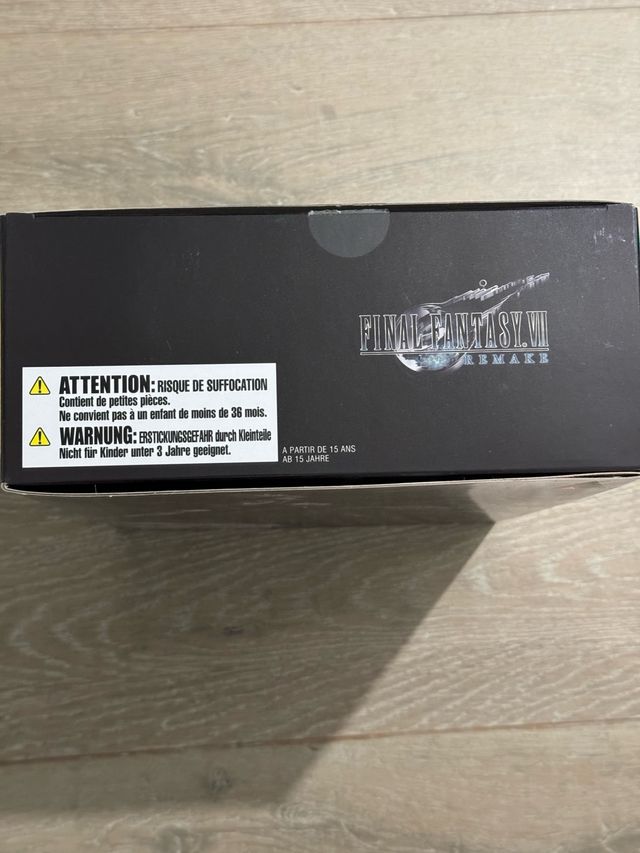 FINAL FANTASY VII
REMAKE
ATTENTION: RISQUE DE SUFFOCATION
Contient de petites pièces.
Ne convient pas à un enfant de moins de 36 mois.
WARNUNG: ERSTICKUNGSGEFAHR durch Kleinteile
Nicht für Kinder unter 3 Jahre geeignet.
A PARTIR DE 15 ANS
AB 15 JAHRE